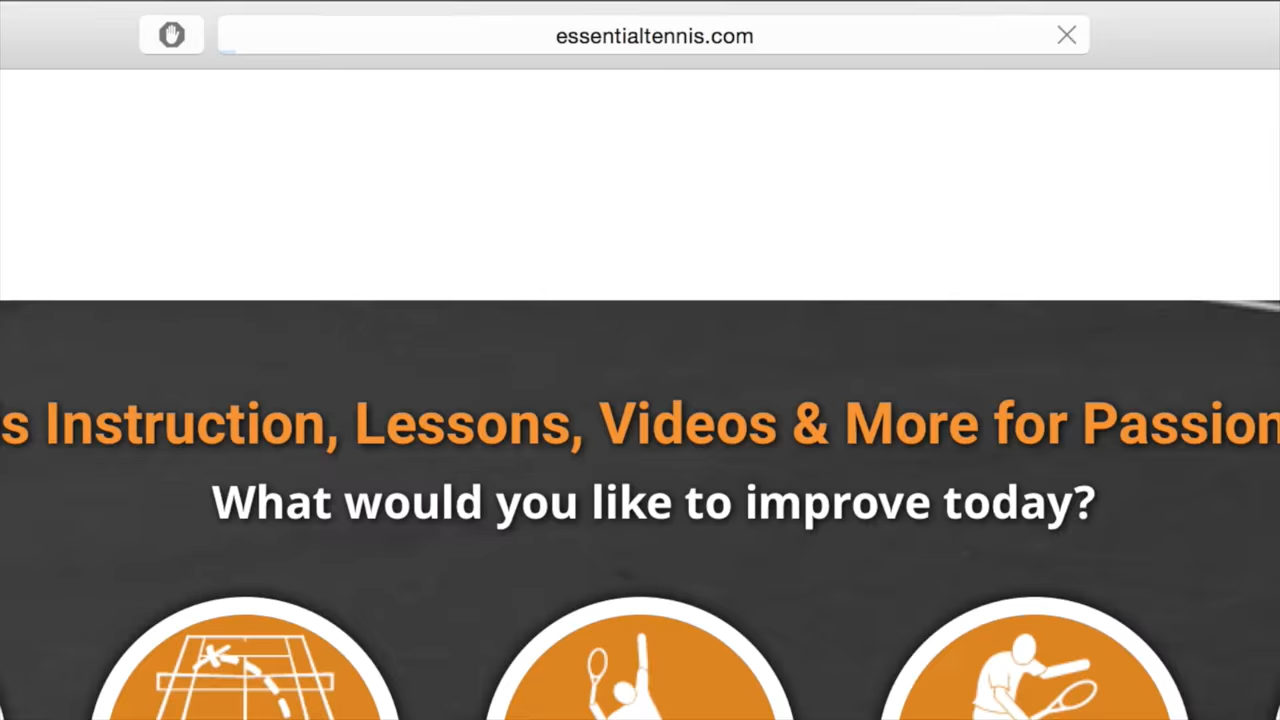 essentialtennis.com
s Instruction, Lessons, Videos & More for Passion
What would you like to improve today?